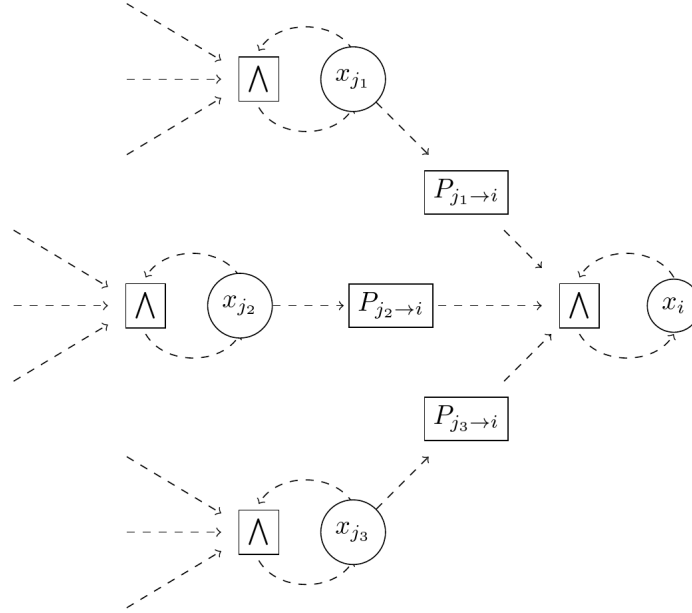 ⋀ x_{j_1}
P_{j_1→i}
⋀ x_{j_2} P_{j_2→i} ⋀ x_i
P_{j_3→i}
⋀ x_{j_3}